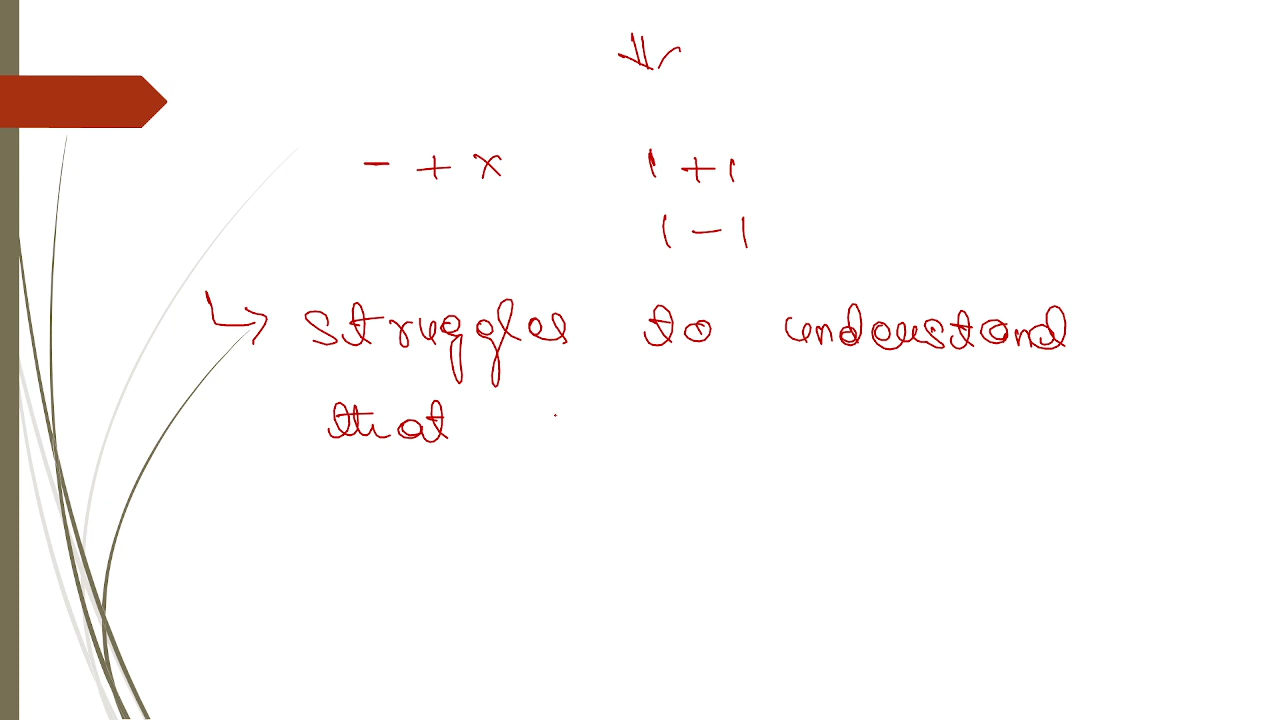 - + x 1 + 1
1 - 1
↳ struggles to understand
that